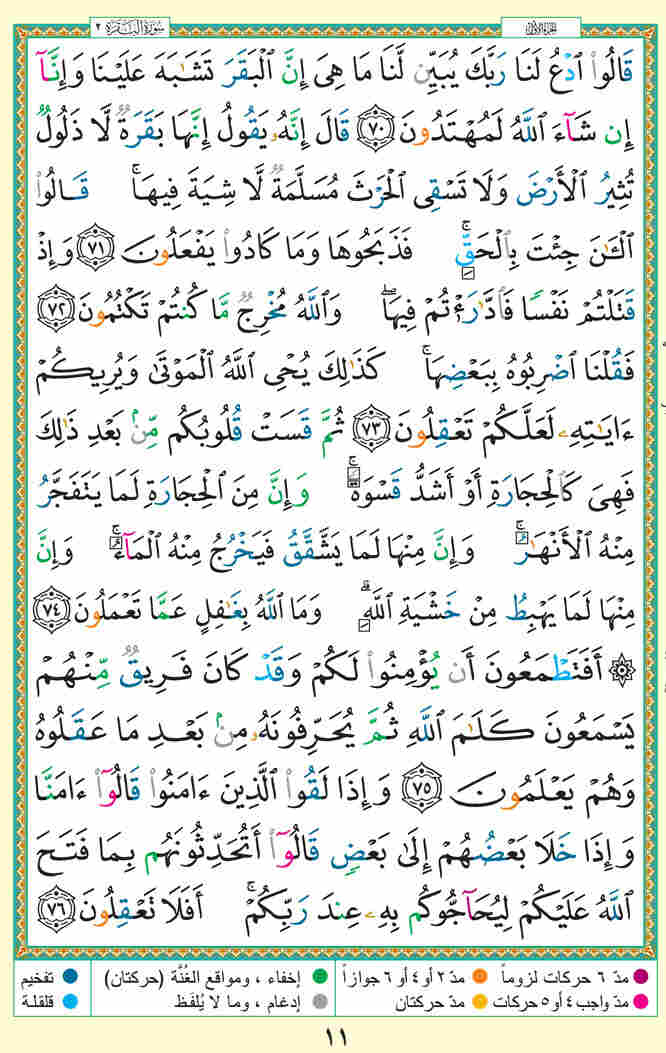 سُورَةُ البَقَرَةِ ٢
الجزء الأول
قَالُوا۟ ٱدْعُ لَنَا رَبَّكَ يُبَيِّن لَّنَا مَا هِىَ إِنَّ ٱلْبَقَرَ تَشَٰبَهَ عَلَيْنَا وَإِنَّآ
إِن شَآءَ ٱللَّهُ لَمُهْتَدُونَ ٧٠ قَالَ إِنَّهُۥ يَقُولُ إِنَّهَا بَقَرَةٌ لَّا ذَلُولٌ
تُثِيرُ ٱلْأَرْضَ وَلَا تَسْقِى ٱلْحَرْثَ مُسَلَّمَةٌ لَّا شِيَةَ فِيهَا ۚ قَالُوا۟
ٱلْـَٰٔنَ جِئْتَ بِٱلْحَقِّ ۚ فَذَبَحُوهَا وَمَا كَادُوا۟ يَفْعَلُونَ ٧١ وَإِذْ
قَتَلْتُمْ نَفْسًا فَٱدَّٰرَْٰٔتُمْ فِيهَا ۖ وَٱللَّهُ مُخْرِجٌ مَّا كُنتُمْ تَكْتُمُونَ ٧٢
فَقُلْنَا ٱضْرِبُوهُ بِبَعْضِهَا ۚ كَذَٰلِكَ يُحْىِ ٱللَّهُ ٱلْمَوْتَىٰ وَيُرِيكُمْ
ءَايَٰتِهِۦ لَعَلَّكُمْ تَعْقِلُونَ ٧٣ ثُمَّ قَسَتْ قُلُوبُكُم مِّنۢ بَعْدِ ذَٰلِكَ
فَهِىَ كَٱلْحِجَارَةِ أَوْ أَشَدُّ قَسْوَةً ۚ وَإِنَّ مِنَ ٱلْحِجَارَةِ لَمَا يَتَفَجَّرُ
مِنْهُ ٱلْأَنْهَٰرُ ۚ وَإِنَّ مِنْهَا لَمَا يَشَّقَّقُ فَيَخْرُجُ مِنْهُ ٱلْمَآءُ ۚ وَإِنَّ
مِنْهَا لَمَا يَهْبِطُ مِنْ خَشْيَةِ ٱللَّهِ ۗ وَمَا ٱللَّهُ بِغَٰفِلٍ عَمَّا تَعْمَلُونَ ٧٤
۞ أَفَتَطْمَعُونَ أَن يُؤْمِنُوا۟ لَكُمْ وَقَدْ كَانَ فَرِيقٌ مِّنْهُمْ
يَسْمَعُونَ كَلَٰمَ ٱللَّهِ ثُمَّ يُحَرِّفُونَهُۥ مِنۢ بَعْدِ مَا عَقَلُوهُ
وَهُمْ يَعْلَمُونَ ٧٥ وَإِذَا لَقُوا۟ ٱلَّذِينَ ءَامَنُوا۟ قَالُوٓا۟ ءَامَنَّا
وَإِذَا خَلَا بَعْضُهُمْ إِلَىٰ بَعْضٍ قَالُوٓا۟ أَتُحَدِّثُونَهُم بِمَا فَتَحَ
ٱللَّهُ عَلَيْكُمْ لِيُحَآجُّوكُم بِهِۦ عِندَ رَبِّكُمْ ۚ أَفَلَا تَعْقِلُونَ ٧٦
مدّ ٦ حركات لزوماً مدّ ٢ أو ٤ أو ٦ جوازاً إخفاء ، ومواقع الغُنَّة (حركتان) تفخيم
مدّ واجب ٤ أو ٥ حركات مدّ حركتان إدغام ، وما لا يُلفَظ قلقلة
١١